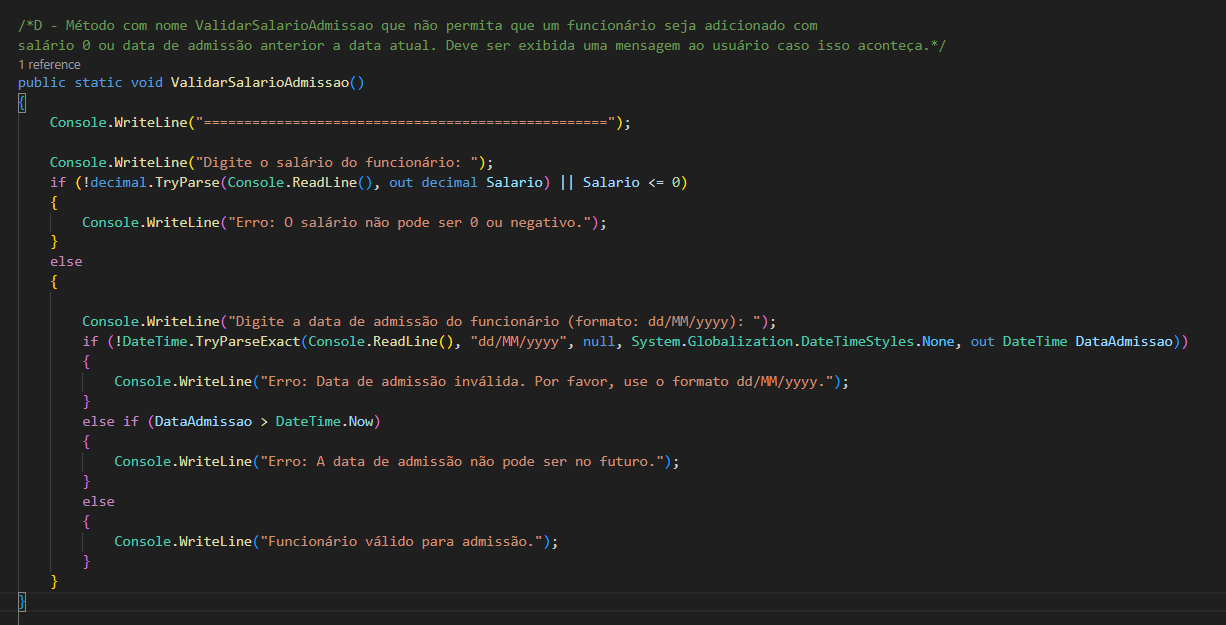 /*D - Método com nome ValidarSalarioAdmissao que não permita que um funcionário seja adicionado com
salário 0 ou data de admissão anterior a data atual. Deve ser exibida uma mensagem ao usuário caso isso aconteça.*/
1 reference
public static void ValidarSalarioAdmissao()
{
Console.WriteLine("==================================================");
Console.WriteLine("Digite o salário do funcionário: ");
if (!decimal.TryParse(Console.ReadLine(), out decimal Salario) || Salario <= 0)
{
Console.WriteLine("Erro: O salário não pode ser 0 ou negativo.");
}
else
{
Console.WriteLine("Digite a data de admissão do funcionário (formato: dd/MM/yyyy): ");
if (!DateTime.TryParseExact(Console.ReadLine(), "dd/MM/yyyy", null, System.Globalization.DateTimeStyles.None, out DateTime DataAdmissao))
{
Console.WriteLine("Erro: Data de admissão inválida. Por favor, use o formato dd/MM/yyyy.");
}
else if (DataAdmissao > DateTime.Now)
{
Console.WriteLine("Erro: A data de admissão não pode ser no futuro.");
}
else
{
Console.WriteLine("Funcionário válido para admissão.");
}
}
}